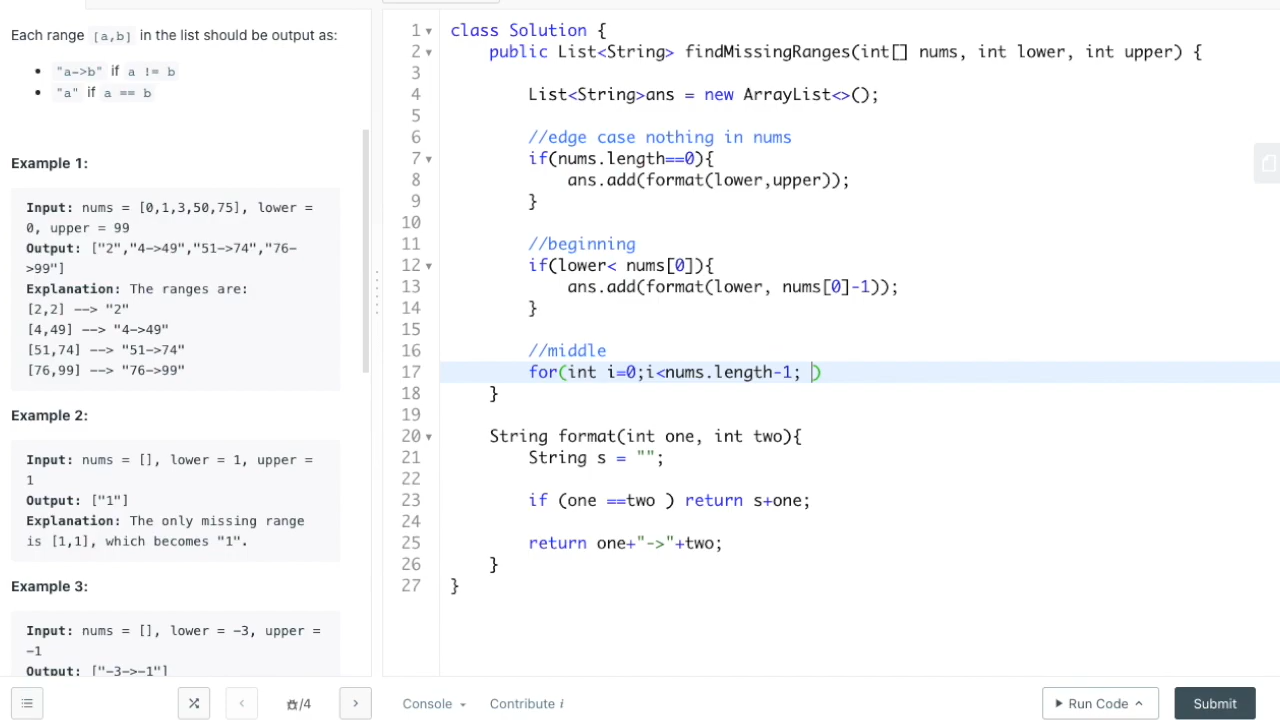 Each range [a,b] in the list should be output as:
"a->b" if a != b
"a" if a == b
Example 1:
Input: nums = [0,1,3,50,75], lower =
0, upper = 99
Output: ["2","4->49","51->74","76-
>99"]
Explanation: The ranges are:
[2,2] --> "2"
[4,49] --> "4->49"
[51,74] --> "51->74"
[76,99] --> "76->99"
Example 2:
Input: nums = [], lower = 1, upper =
1
Output: ["1"]
Explanation: The only missing range
is [1,1], which becomes "1".
Example 3:
Input: nums = [], lower = -3, upper =
-1
Output: ["-3->-1"]
1 class Solution {
2 public List<String> findMissingRanges(int[] nums, int lower, int upper) {
3
4 List<String>ans = new ArrayList<>();
5
6 //edge case nothing in nums
7 if(nums.length==0){
8 ans.add(format(lower,upper));
9 }
10
11 //beginning
12 if(lower< nums[0]){
13 ans.add(format(lower, nums[0]-1));
14 }
15
16 //middle
17 for(int i=0;i<nums.length-1; )
18 }
19
20 String format(int one, int two){
21 String s = "";
22
23 if (one ==two ) return s+one;
24
25 return one+"->"+two;
26 }
27 }
/4
Console
Contribute i
Run Code
Submit